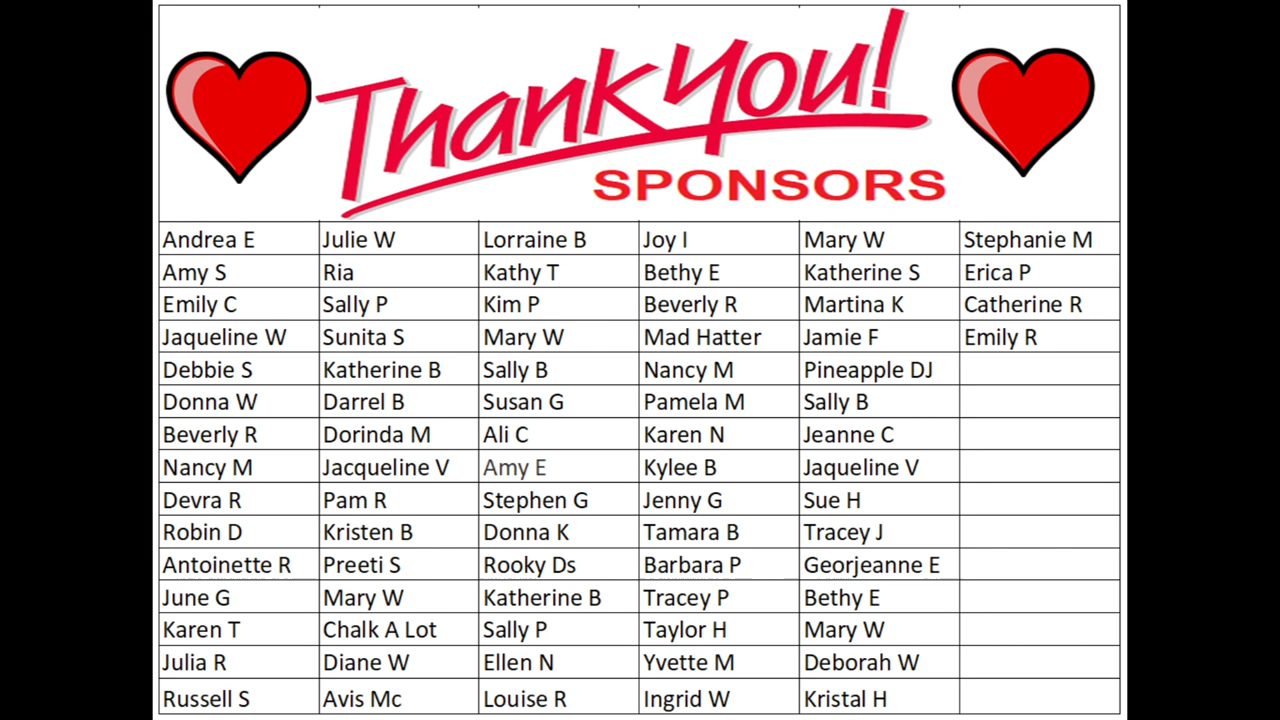 Thank you!
SPONSORS
Andrea E Julie W Lorraine B Joy I Mary W Stephanie M
Amy S Ria Kathy T Bethy E Katherine S Erica P
Emily C Sally P Kim P Beverly R Martina K Catherine R
Jaqueline W Sunita S Mary W Mad Hatter Jamie F Emily R
Debbie S Katherine B Sally B Nancy M Pineapple DJ
Donna W Darrel B Susan G Pamela M Sally B
Beverly R Dorinda M Ali C Karen N Jeanne C
Nancy M Jacqueline V Amy E Kylee B Jaqueline V
Devra R Pam R Stephen G Jenny G Sue H
Robin D Kristen B Donna K Tamara B Tracey J
Antoinette R Preeti S Rooky Ds Barbara P Georjeanne E
June G Mary W Katherine B Tracey P Bethy E
Karen T Chalk A Lot Sally P Taylor H Mary W
Julia R Diane W Ellen N Yvette M Deborah W
Russell S Avis Mc Louise R Ingrid W Kristal H